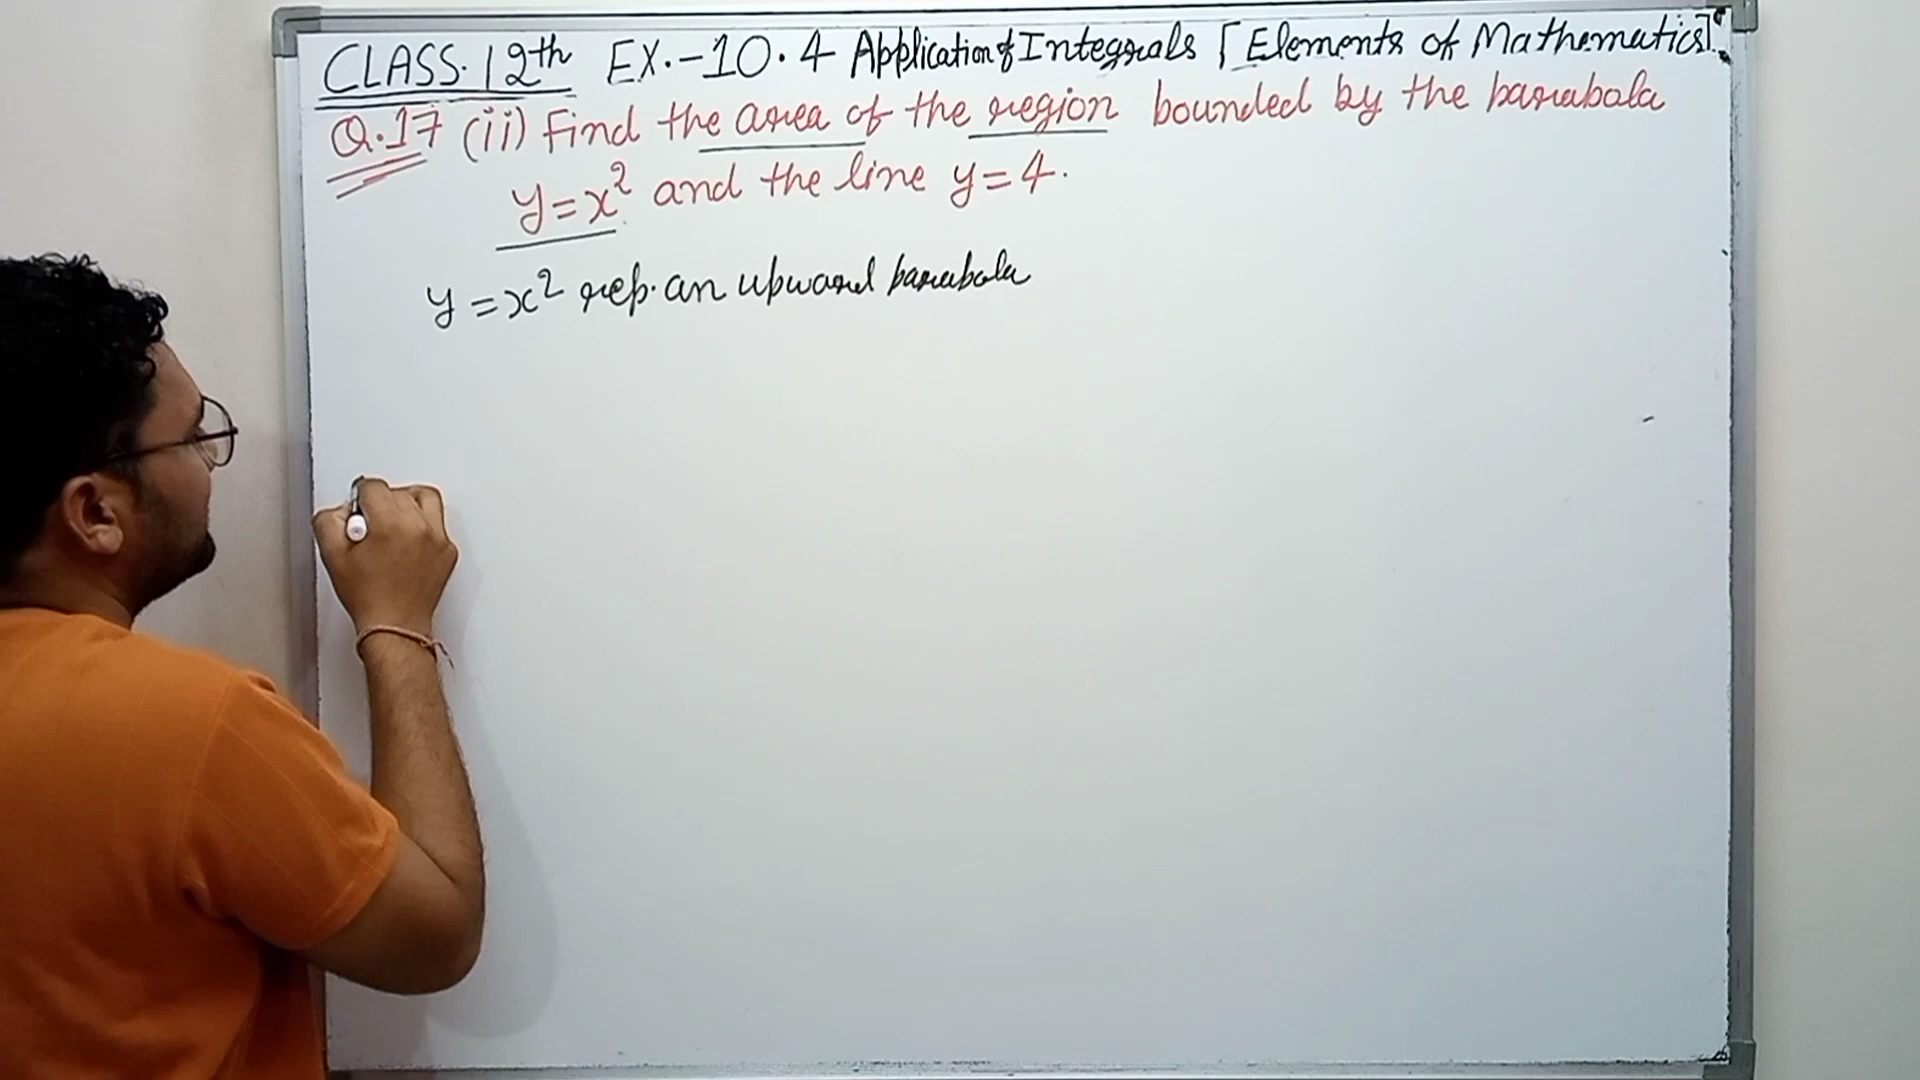 CLASS. 12th EX.-10.4 Application of Integrals [Elements of Mathematics]
Q.17 (ii) Find the area of the region bounded by the parabola
y=x² and the line y=4.
y=x² rep. an upward parabola